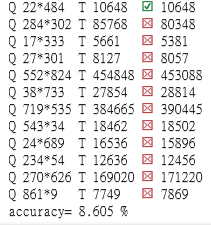 Q 22*484 T 10648 ☑ 10648
Q 284*302 T 85768 ☒ 80348
Q 17*333 T 5661 ☒ 5381
Q 27*301 T 8127 ☒ 8057
Q 552*824 T 454848 ☒ 453088
Q 38*733 T 27854 ☒ 28814
Q 719*535 T 384665 ☒ 390445
Q 543*34 T 18462 ☒ 18502
Q 24*689 T 16536 ☒ 15896
Q 234*54 T 12636 ☒ 12456
Q 270*626 T 169020 ☒ 171220
Q 861*9 T 7749 ☒ 7869
accuracy= 8.605 %